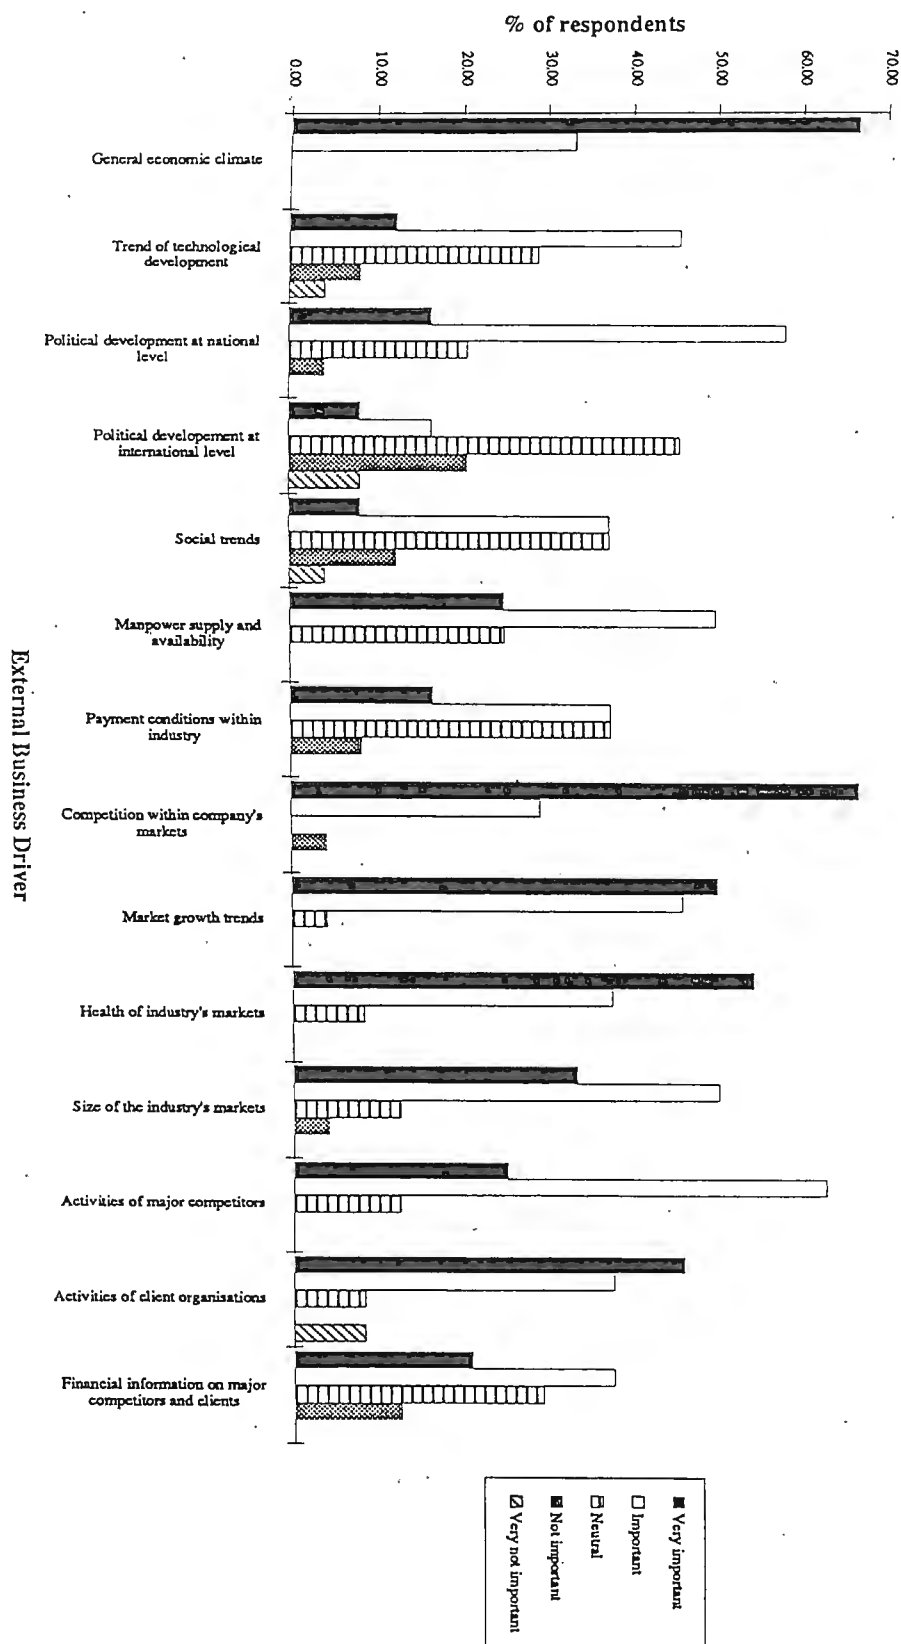 % of respondents
0.00
10.00
20.00
30.00
40.00
50.00
60.00
70.00
General economic climate
Trend of technological
development
Political development at national
level
Political developement at
international level
Social trends
Manpower supply and
availability
Payment conditions within
industry
Competition within company's
markets
Market growth trends
Health of industry's markets
Size of the industry's markets
Activities of major competitors
Activities of client organisations
Financial information on major
competitors and clients
External Business Driver
Very important
Important
Neutral
Not important
Very not important